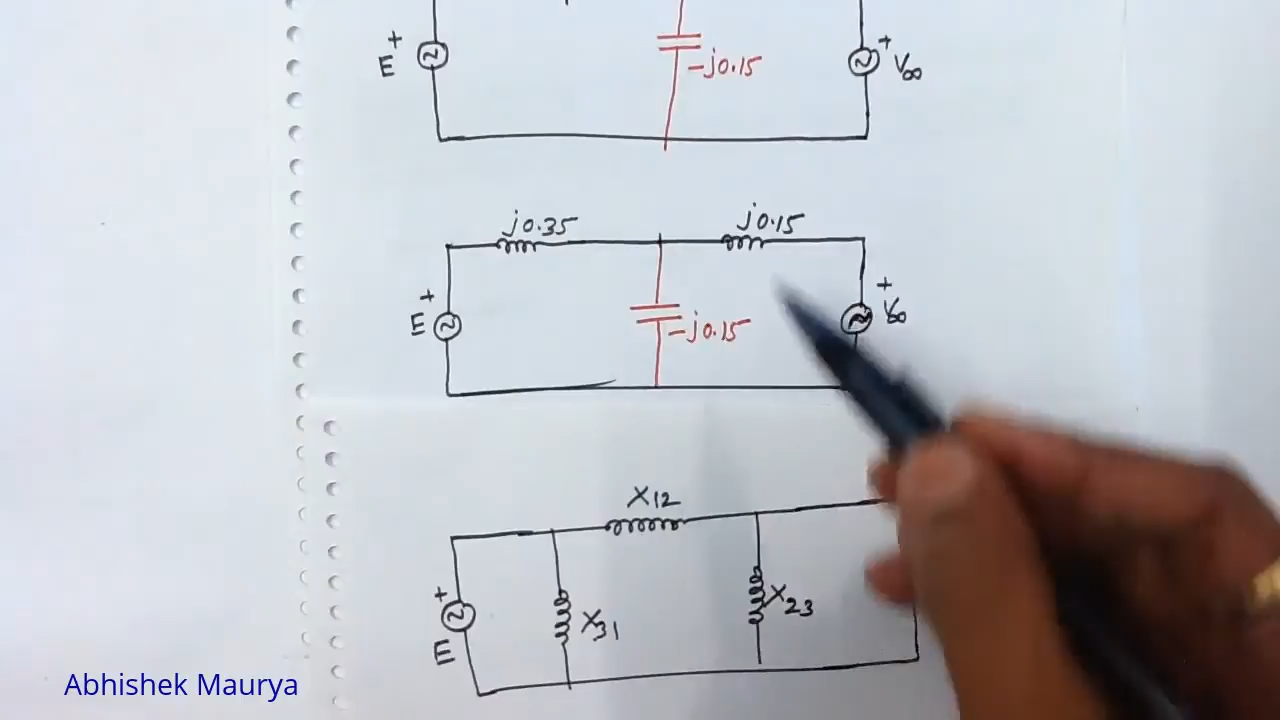 +
E
-j0.15
+
V∞
j0.35
j0.15
+
E
-j0.15
+
V∞
X12
+
E
X31
X23
Abhishek Maurya